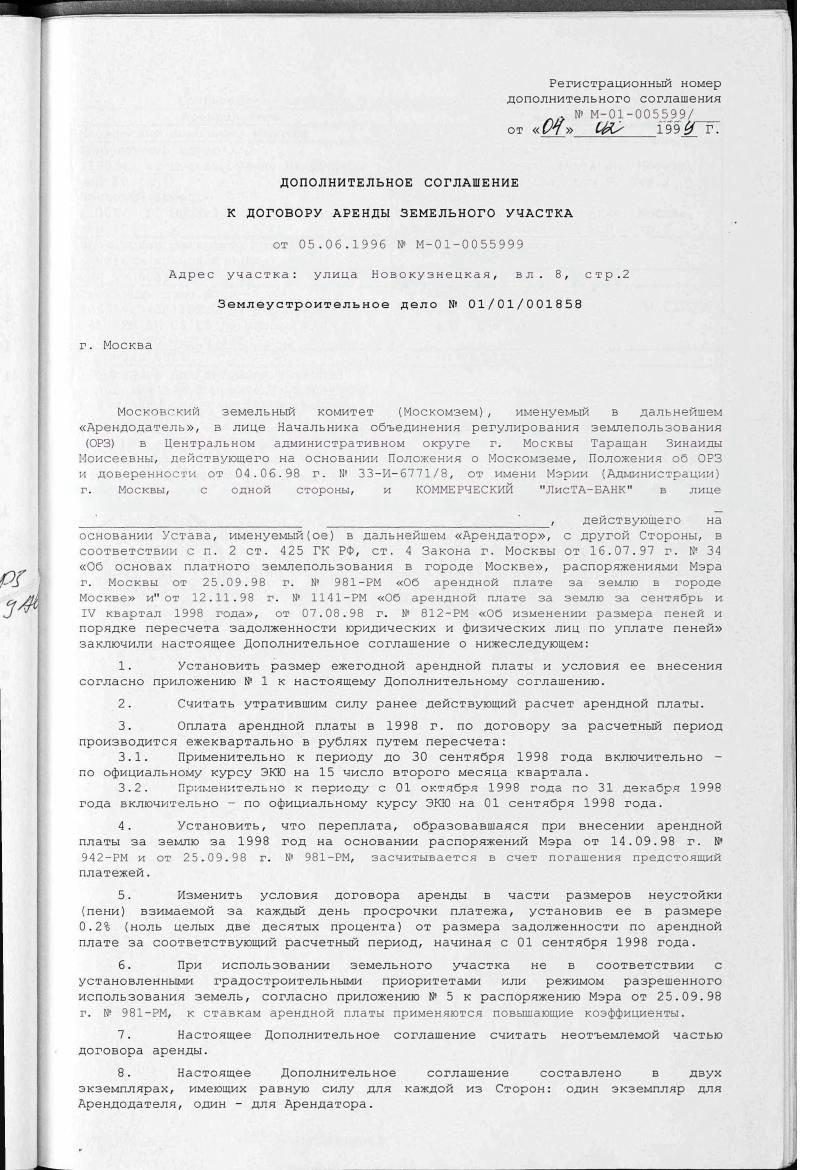 Регистрационный номер
дополнительного соглашения
№ М-01-005599/
от «04» 1999 г.
ДОПОЛНИТЕЛЬНОЕ СОГЛАШЕНИЕ
К ДОГОВОРУ АРЕНДЫ ЗЕМЕЛЬНОГО УЧАСТКА
от 05.06.1996 № М-01-0055999
Адрес участка: улица Новокузнецкая, вл. 8, стр.2
Землеустроительное дело № 01/01/001858
г. Москва
Московский земельный комитет (Москомзем), именуемый в дальнейшем
«Арендодатель», в лице Начальника объединения регулирования землепользования
(ОРЗ) в Центральном административном округе г. Москвы Таращан Зинаиды
Моисеевны, действующего на основании Положения о Москомземе, Положения об ОРЗ
и доверенности от 04.06.98 г. № 33-И-6771/8, от имени Мэрии (Администрации)
г. Москвы, с одной стороны, и КОММЕРЧЕСКИЙ "ЛисТА-БАНК" в лице
, действующего на
основании Устава, именуемый(ое) в дальнейшем «Арендатор», с другой Стороны, в
соответствии с п. 2 ст. 425 ГК РФ, ст. 4 Закона г. Москвы от 16.07.97 г. № 34
«Об основах платного землепользования в городе Москве», распоряжениями Мэра
г. Москвы от 25.09.98 г. № 981-РМ «Об арендной плате за землю в городе
Москве» и" от 12.11.98 г. № 1141-РМ «Об арендной плате за землю за сентябрь и
IV квартал 1998 года», от 07.08.98 г. № 812-РМ «Об изменении размера пеней и
порядке пересчета задолженности юридических и физических лиц по уплате пеней»
заключили настоящее Дополнительное соглашение о нижеследующем:
1. Установить размер ежегодной арендной платы и условия ее внесения
согласно приложению № 1 к настоящему Дополнительному соглашению.
2. Считать утратившим силу ранее действующий расчет арендной платы.
3. Оплата арендной платы в 1998 г. по договору за расчетный период
производится ежеквартально в рублях путем пересчета:
3.1. Применительно к периоду до 30 сентября 1998 года включительно –
по официальному курсу ЭКЮ на 15 число второго месяца квартала.
3.2. Применительно к периоду с 01 октября 1998 года по 31 декабря 1998
года включительно – по официальному курсу ЭКЮ на 01 сентября 1998 года.
4. Установить, что переплата, образовавшаяся при внесении арендной
платы за землю за 1998 год на основании распоряжений Мэра от 14.09.98 г. №
942-РМ и от 25.09.98 г. № 981-РМ, засчитывается в счет погашения предстоящий
платежей.
5. Изменить условия договора аренды в части размеров неустойки
(пени) взимаемой за каждый день просрочки платежа, установив ее в размере
0.2% (ноль целых две десятых процента) от размера задолженности по арендной
плате за соответствующий расчетный период, начиная с 01 сентября 1998 года.
6. При использовании земельного участка не в соответствии с
установленными градостроительными приоритетами или режимом разрешенного
использования земель, согласно приложению № 5 к распоряжению Мэра от 25.09.98
г. № 981-РМ, к ставкам арендной платы применяются повышающие коэффициенты.
7. Настоящее Дополнительное соглашение считать неотъемлемой частью
договора аренды.
8. Настоящее Дополнительное соглашение составлено в двух
экземплярах, имеющих равную силу для каждой из Сторон: один экземпляр для
Арендодателя, один – для Арендатора.